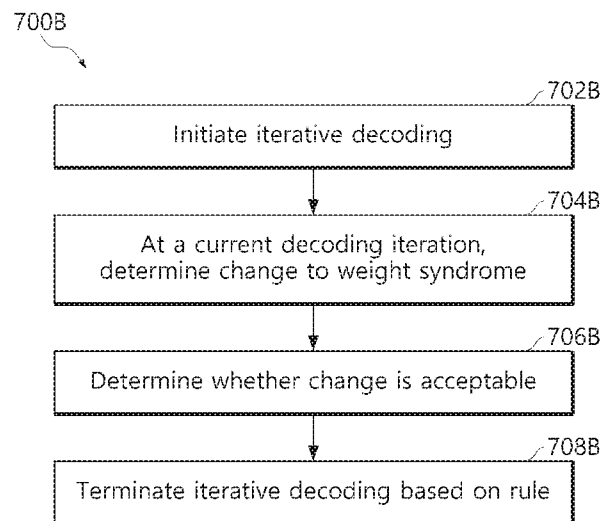 700B
702B
Initiate iterative decoding
704B
At a current decoding iteration,
determine change to weight syndrome
706B
Determine whether change is acceptable
708B
Terminate iterative decoding based on rule